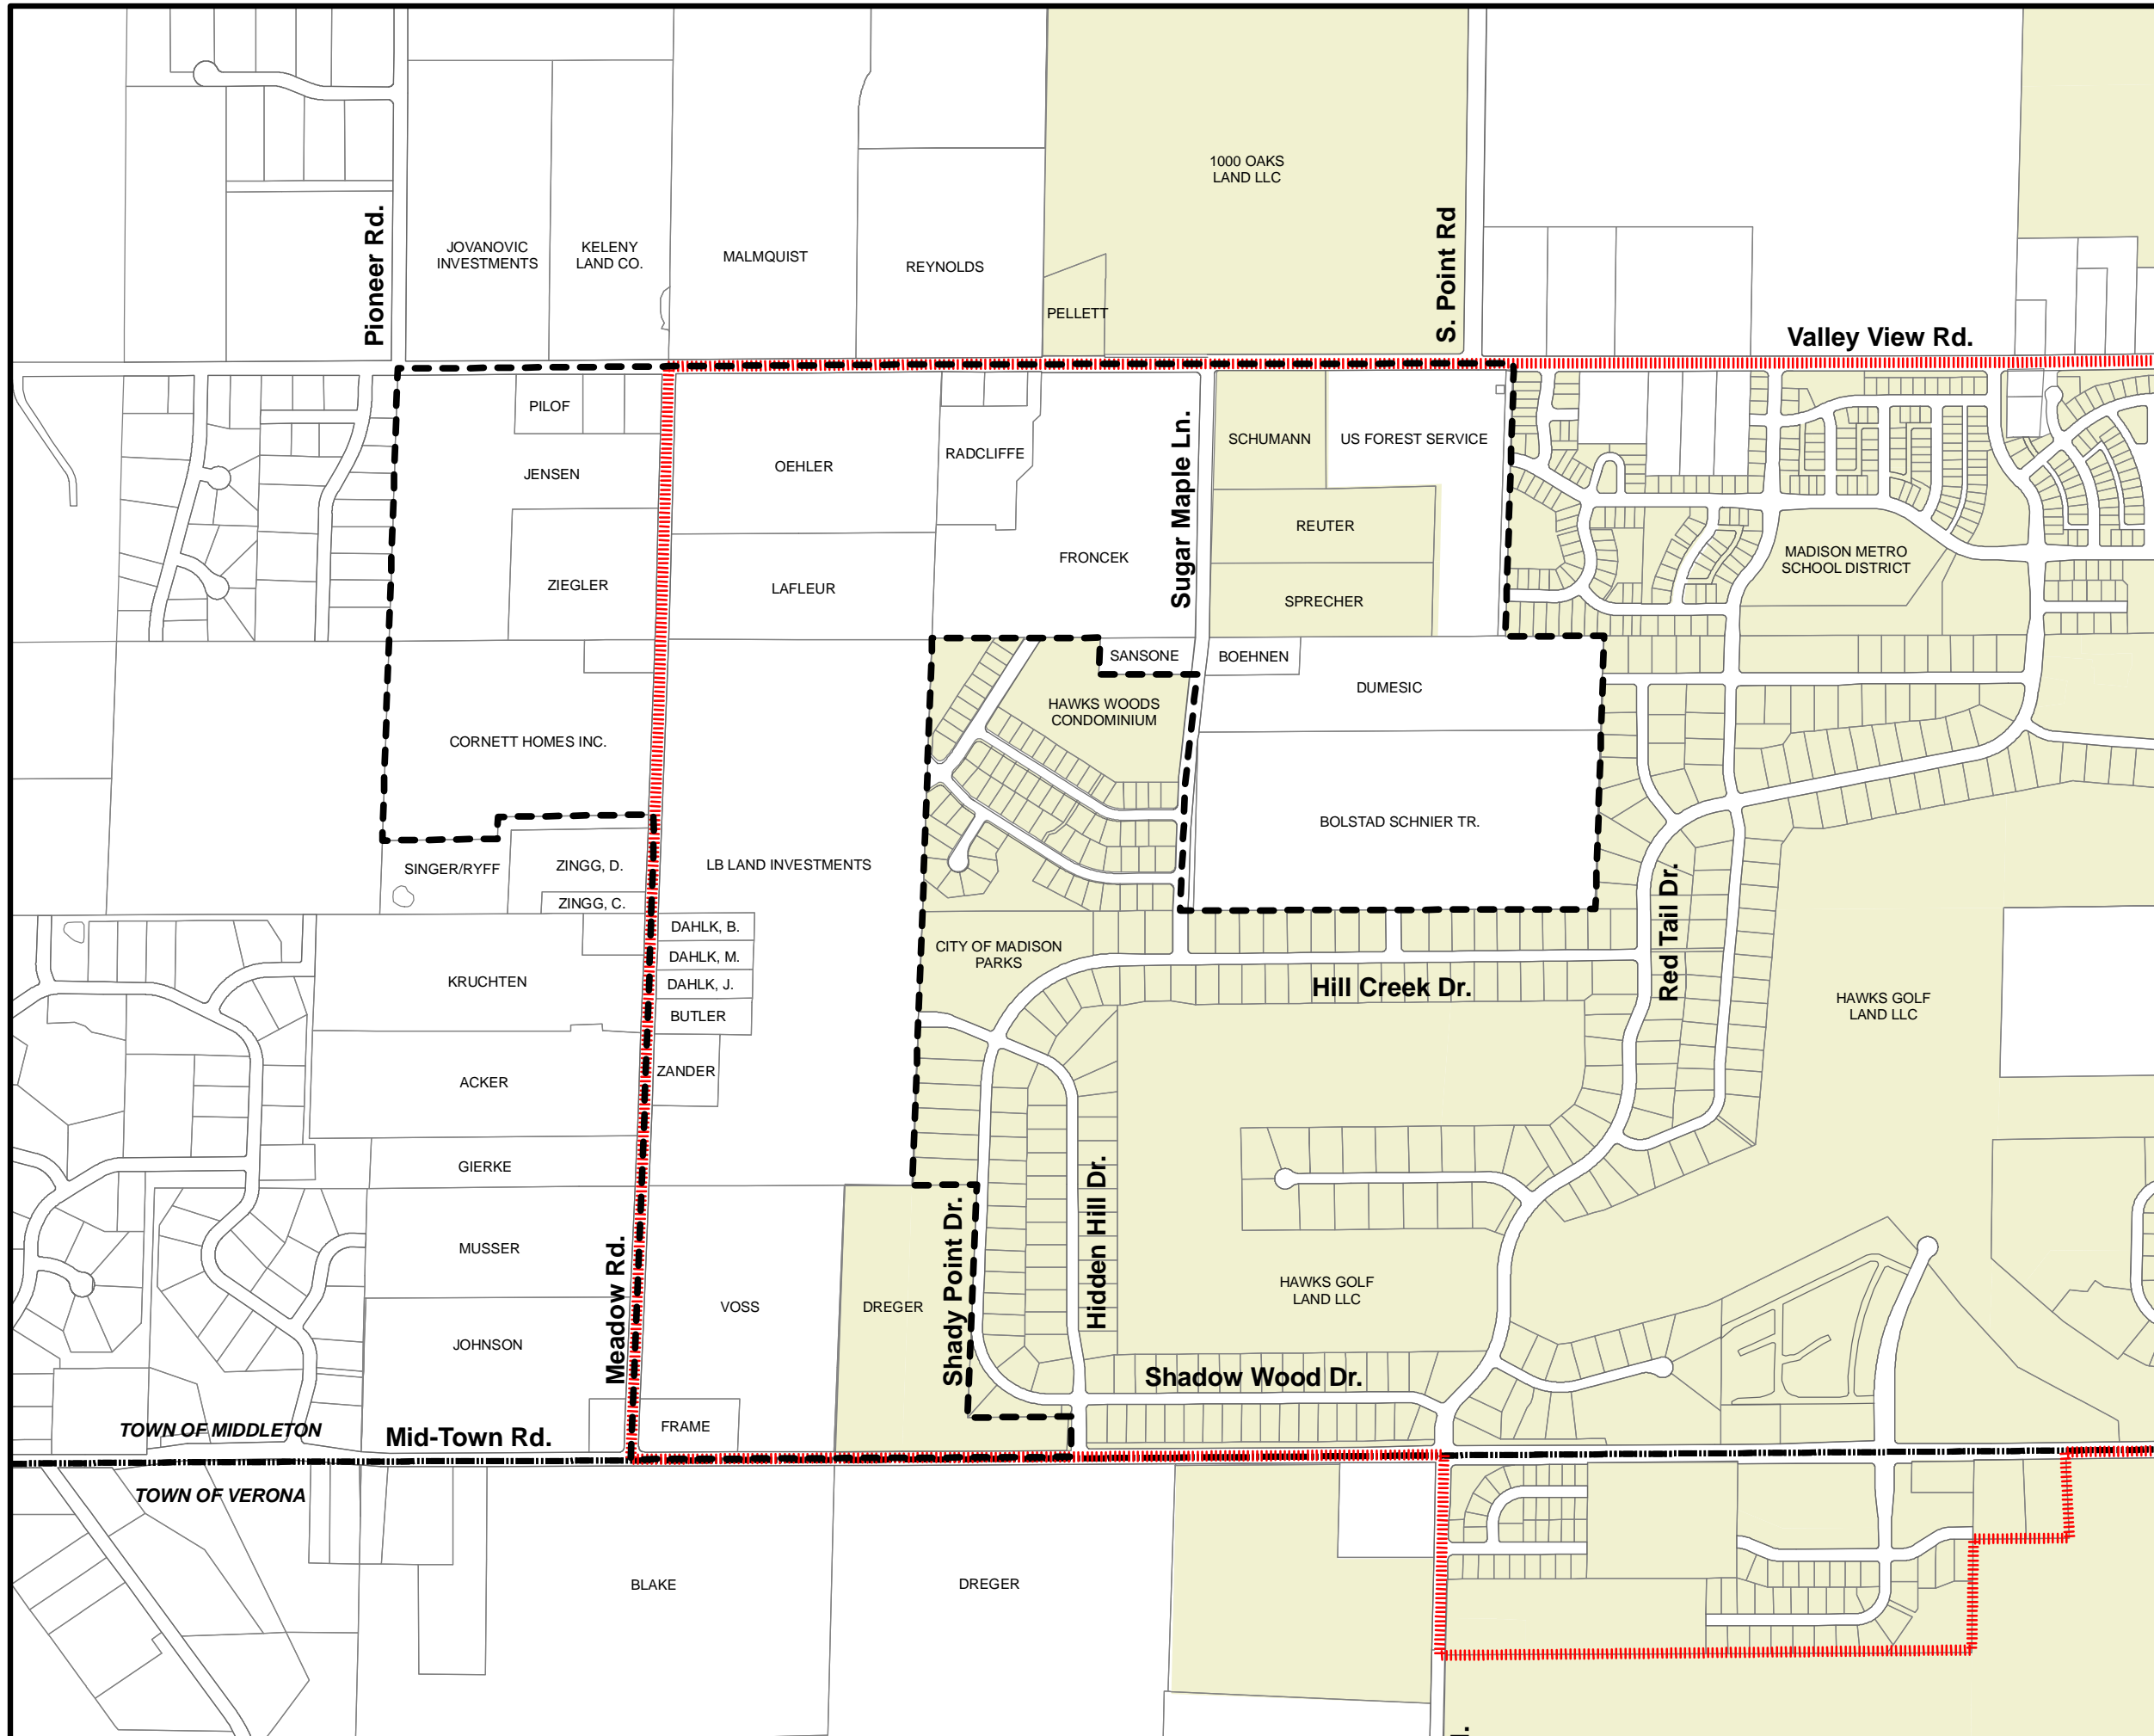 1000 OAKS
LAND LLC
Pioneer Rd.
S. Point Rd
JOVANOVIC
INVESTMENTS
KELENY
LAND CO.
MALMQUIST
REYNOLDS
PELLETT
Valley View Rd.
PILOF
JENSEN
OEHLER
RADCLIFFE
Sugar Maple Ln.
SCHUMANN
US FOREST SERVICE
REUTER
ZIEGLER
LAFLEUR
FRONCEK
SPRECHER
MADISON METRO
SCHOOL DISTRICT
SANSONE
BOEHNEN
DUMESIC
HAWKS WOODS
CONDOMINIUM
CORNETT HOMES INC.
BOLSTAD SCHNIER TR.
SINGER/RYFF
ZINGG, D.
LB LAND INVESTMENTS
ZINGG, C.
Red Tail Dr.
DAHLK, B.
DAHLK, M.
DAHLK, J.
BUTLER
CITY OF MADISON
PARKS
KRUCHTEN
Hill Creek Dr.
HAWKS GOLF
LAND LLC
ACKER
ZANDER
GIERKE
Hidden Hill Dr.
Shady Point Dr.
MUSSER
Meadow Rd.
VOSS
DREGER
HAWKS GOLF
LAND LLC
JOHNSON
Shadow Wood Dr.
FRAME
TOWN OF MIDDLETON
Mid-Town Rd.
TOWN OF VERONA
BLAKE
DREGER